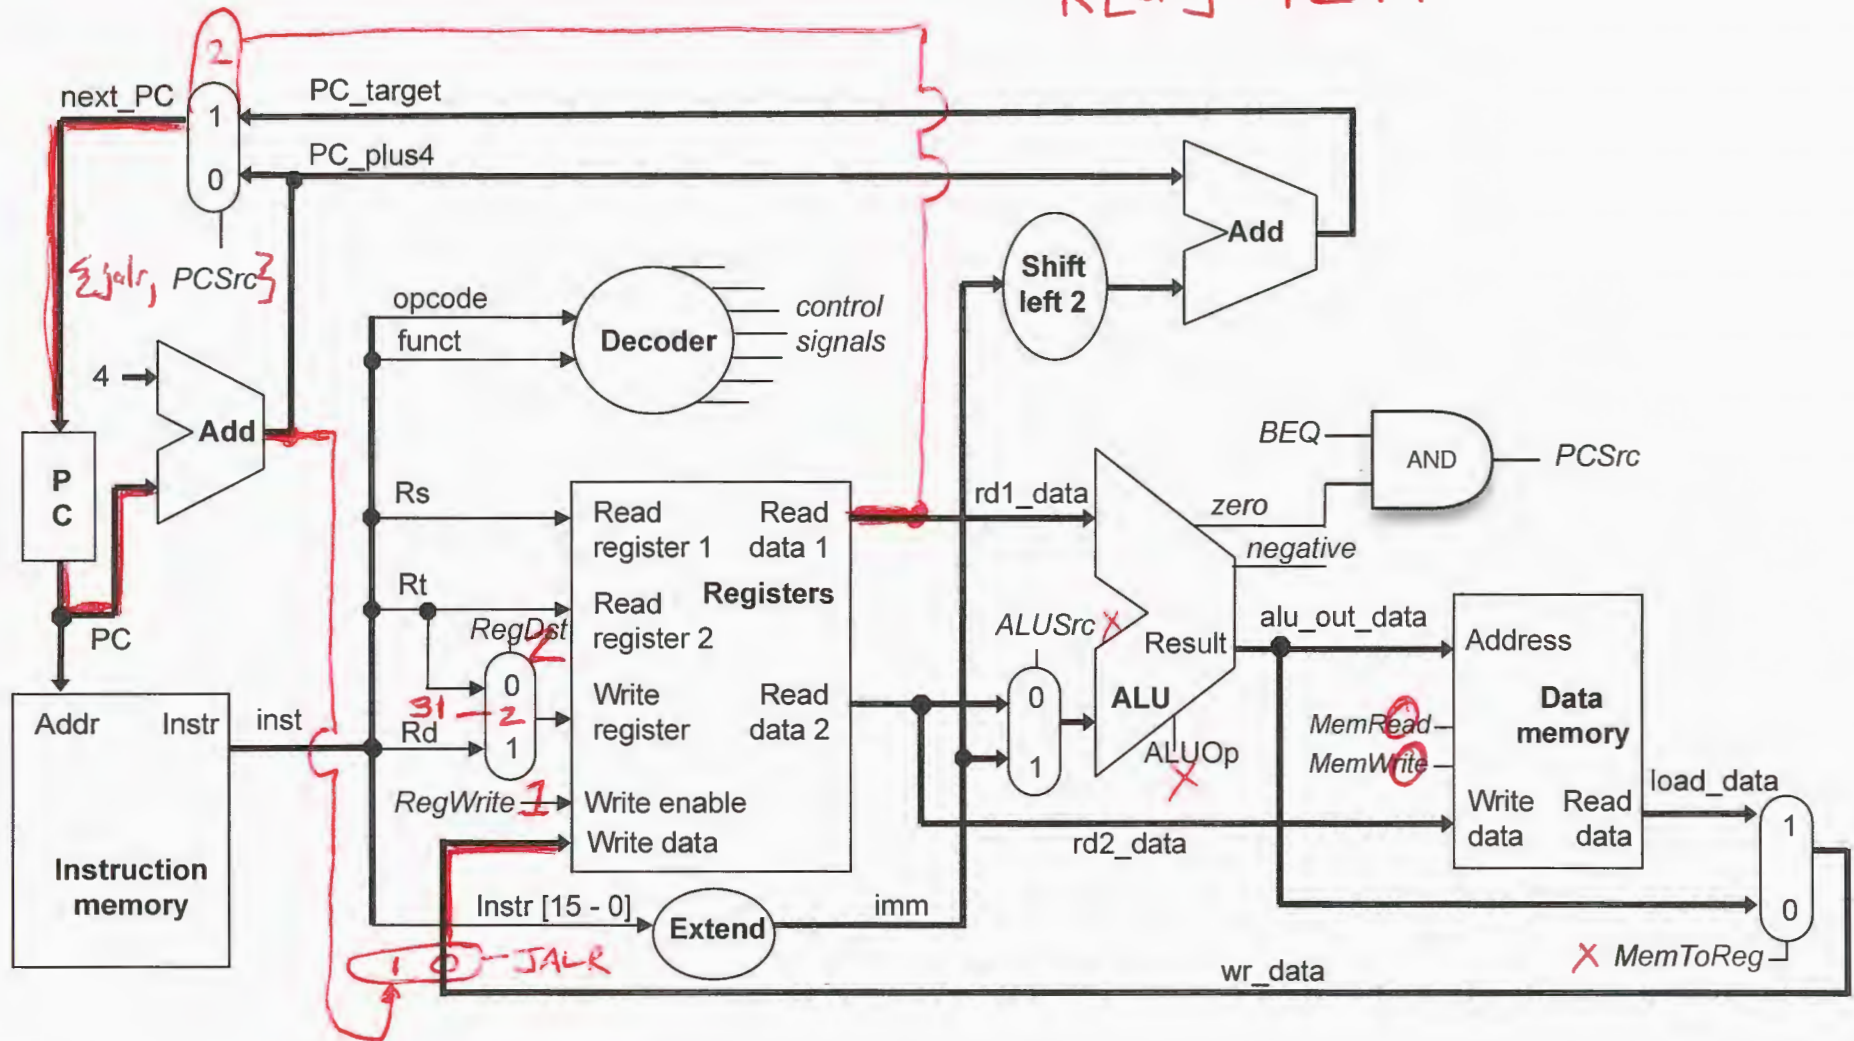 2
next_PC
PC_target
1
PC_plus4
0
{jalr, PCSrc}
Add
Shift
left 2
opcode
funct
Decoder
control
signals
4
Add
BEQ
AND
PCSrc
P
C
Rs
Read
register 1
Read
data 1
rd1_data
zero
negative
Rt
Read
register 2
Registers
PC
RegDst 2
ALUSrc X
Result
alu_out_data
Address
0
31 2
Write
register
Read
data 2
0
ALU
Data
memory
MemRead 0
MemWrite 0
Addr
Instr
inst
Rd
1
1
ALUOp
X
RegWrite 1
Write enable
Write data
Write
data
Read
data
load_data
1
rd2_data
Instruction
memory
Instr [15 - 0]
Extend
imm
0
1 0 JALR
wr_data
X MemToReg